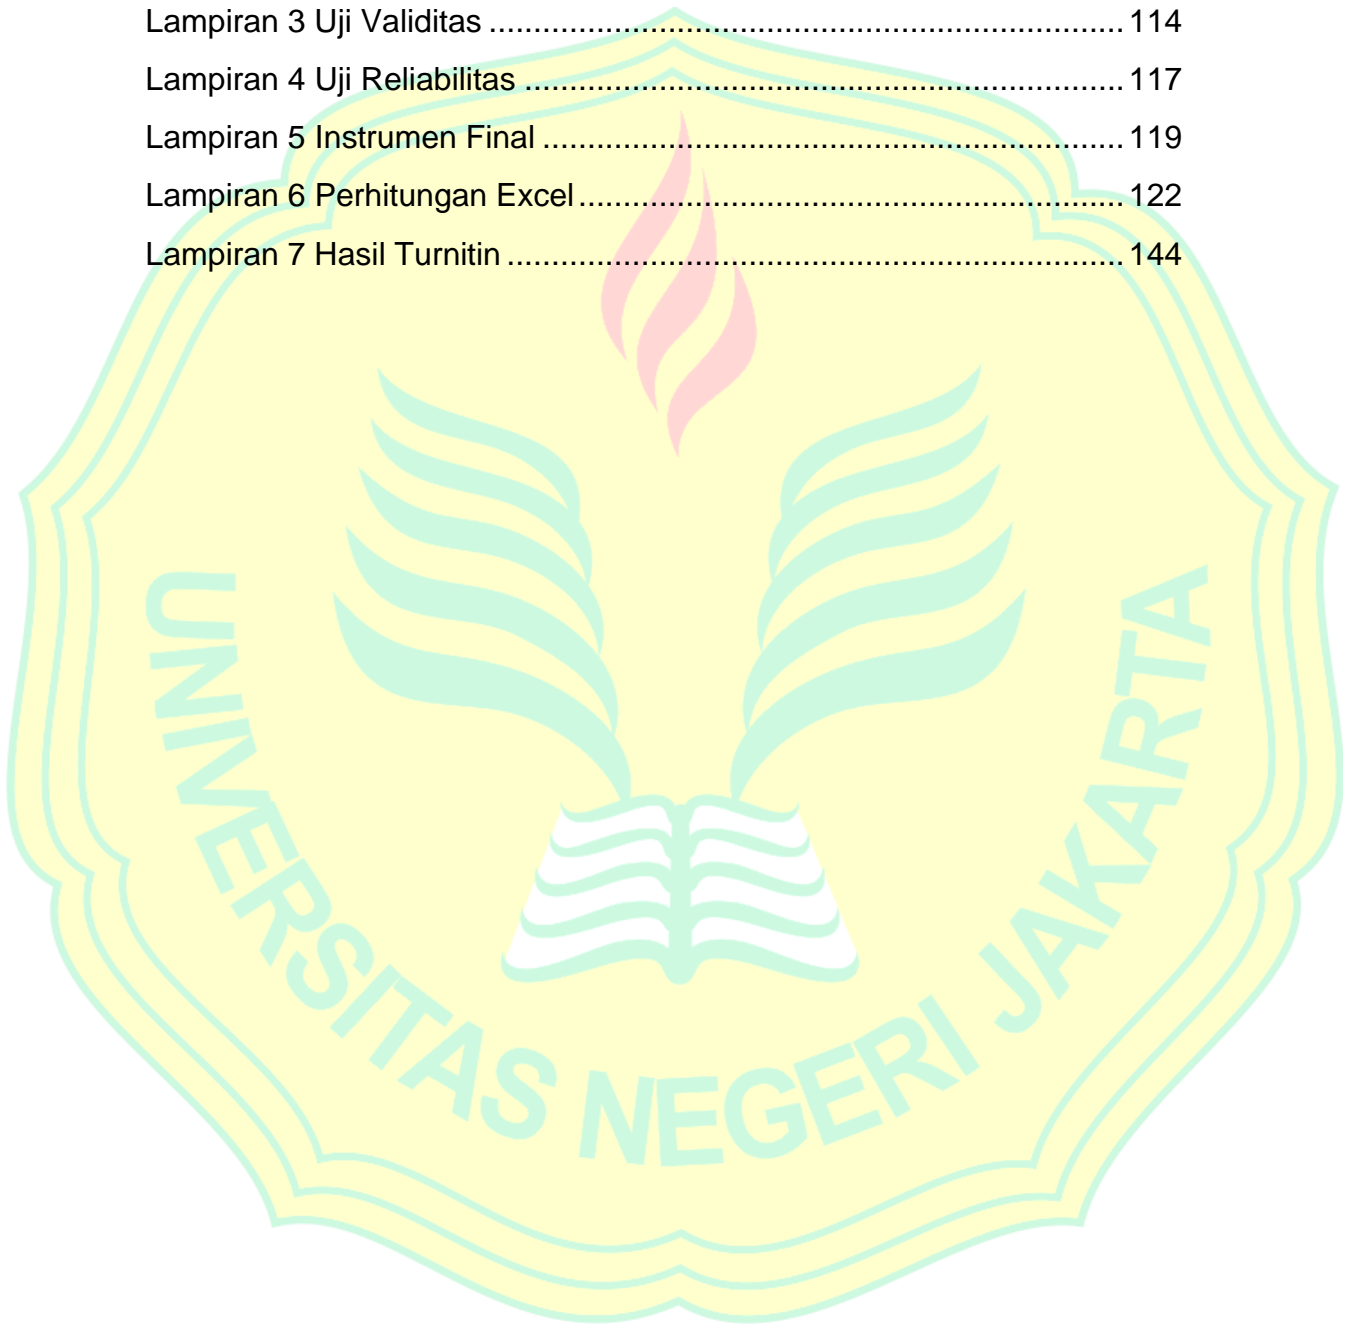 Lampiran 3 Uji Validitas ........................................................................ 114
Lampiran 4 Uji Reliabilitas .................................................................... 117
Lampiran 5 Instrumen Final .................................................................. 119
Lampiran 6 Perhitungan Excel .............................................................. 122
Lampiran 7 Hasil Turnitin ...................................................................... 144
UNIVERSITAS NEGERI JAKARTA